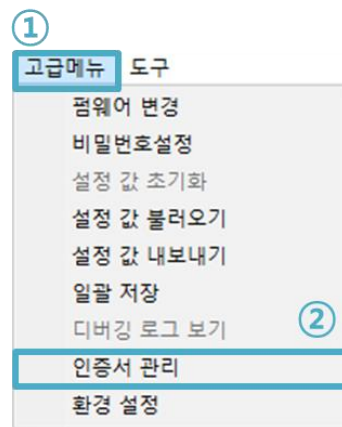 ①
고급메뉴 도구
펌웨어 변경
비밀번호설정
설정 값 초기화
설정 값 불러오기
설정 값 내보내기
일괄 저장
디버깅 로그 보기
②
인증서 관리
환경 설정